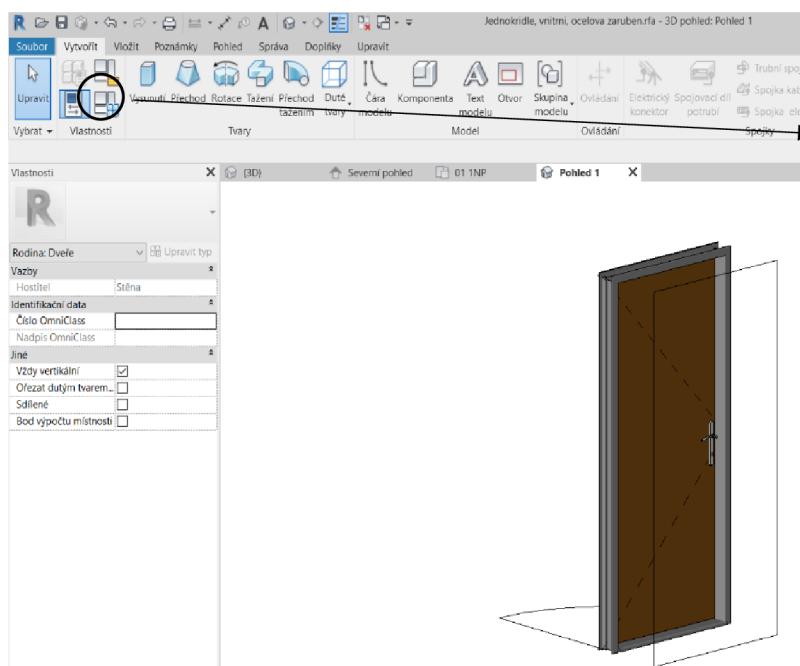 Jednokridle, vnitrni, ocelova zaruben.rfa - 3D pohled: Pohled 1
Soubor Vytvořit Vložit Poznámky Pohled Správa Doplňky Upravit
Upravit Vysunutí Přechod Rotace Tažení Přechod tažením Duté tvary Čára modelu Komponenta Text modelu Otvor Skupina modelu Ovládání Elektrický konektor Spojovací díl potrubí
Trubní spoj
Spojka kab
Spojka ele
Vybrat Vlastnosti Tvary Model Ovládání Spojky
Vlastnosti X {3D} Severní pohled 01 1NP Pohled 1 X
Rodina: Dveře Upravit typ
Vazby
Hostitel Stěna
Identifikační data
Číslo OmniClass
Nadpis OmniClass
Jiné
Vždy vertikální
Ořezat dutým tvarem...
Sdílené
Bod výpočtu místnosti